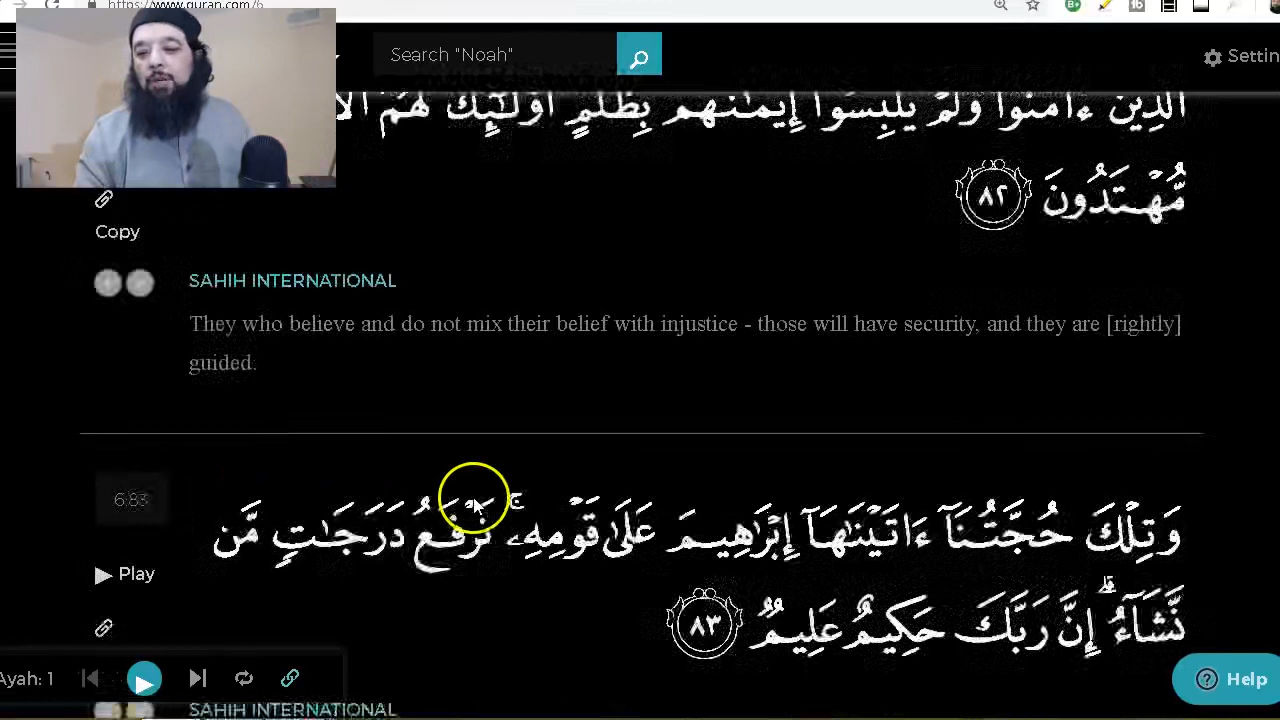 https://www.quran.com/6
Search "Noah"
Settin
ٱلَّذِينَ ءَامَنُوا۟ وَلَمْ يَلْبِسُوٓا۟ إِيمَـٰنَهُم بِظُلْمٍ أُو۟لَـٰٓئِكَ لَهُمُ
مُّهْتَدُونَ ٨٢
Copy
SAHIH INTERNATIONAL
They who believe and do not mix their belief with injustice - those will have security, and they are [rightly]
guided.
6:83
وَتِلْكَ حُجَّتُنَآ ءَاتَيْنَـٰهَآ إِبْرَٰهِيمَ عَلَىٰ قَوْمِهِۦ ۚ نَرْفَعُ دَرَجَـٰتٍ مَّن
Play
نَّشَآءُ ۗ إِنَّ رَبَّكَ حَكِيمٌ عَلِيمٌ ٨٣
Ayah: 1
Help
SAHIH INTERNATIONAL